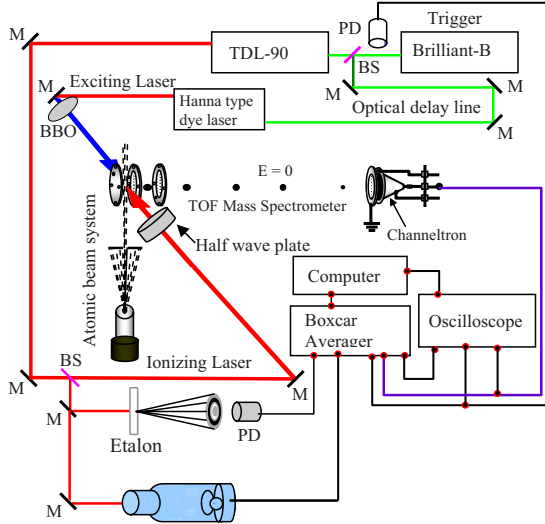 PD
Trigger
M
TDL-90
Brilliant-B
BS
M
Exciting Laser
M
M
Hanna type
dye laser
Optical delay line
M
BBO
E = 0
TOF Mass Spectrometer
Channeltron
Half wave plate
Atomic beam system
Computer
Boxcar
Averager
Oscilloscope
BS
Ionizing Laser
M
M
M
Etalon
PD
M